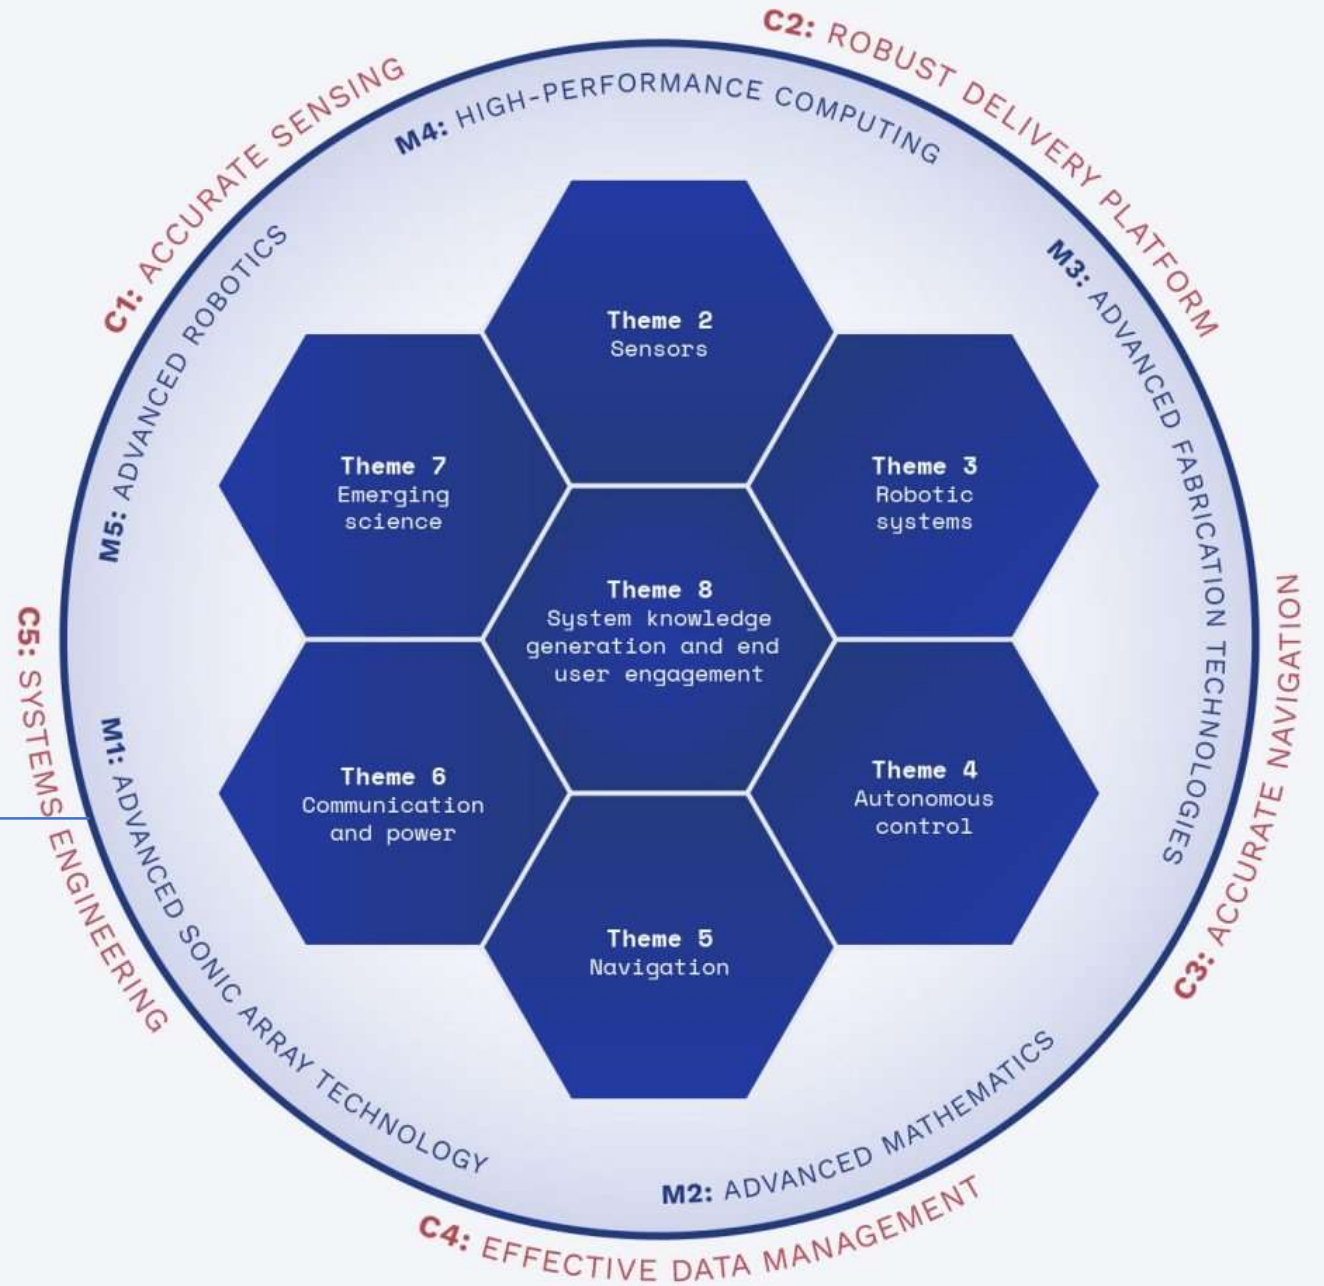 C1: ACCURATE SENSING
C2: ROBUST DELIVERY PLATFORM
C3: ACCURATE NAVIGATION
C4: EFFECTIVE DATA MANAGEMENT
C5: SYSTEMS ENGINEERING
M4: HIGH-PERFORMANCE COMPUTING
M3: ADVANCED FABRICATION TECHNOLOGIES
M2: ADVANCED MATHEMATICS
M1: ADVANCED SONIC ARRAY TECHNOLOGY
M5: ADVANCED ROBOTICS
Theme 2
Sensors
Theme 3
Robotic
systems
Theme 4
Autonomous
control
Theme 5
Navigation
Theme 6
Communication
and power
Theme 7
Emerging
science
Theme 8
System knowledge
generation and end
user engagement